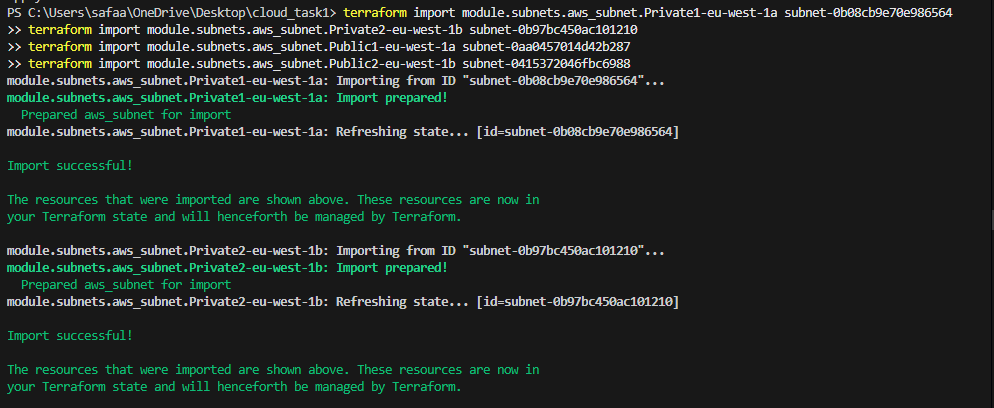 PS C:\Users\safaa\OneDrive\Desktop\cloud_task1> terraform import module.subnets.aws_subnet.Private1-eu-west-1a subnet-0b08cb9e70e986564
>> terraform import module.subnets.aws_subnet.Private2-eu-west-1b subnet-0b97bc450ac101210
>> terraform import module.subnets.aws_subnet.Public1-eu-west-1a subnet-0aa0457014d42b287
>> terraform import module.subnets.aws_subnet.Public2-eu-west-1b subnet-0415372046fbc6988
module.subnets.aws_subnet.Private1-eu-west-1a: Importing from ID "subnet-0b08cb9e70e986564"...
module.subnets.aws_subnet.Private1-eu-west-1a: Import prepared!
  Prepared aws_subnet for import
module.subnets.aws_subnet.Private1-eu-west-1a: Refreshing state... [id=subnet-0b08cb9e70e986564]

Import successful!

The resources that were imported are shown above. These resources are now in
your Terraform state and will henceforth be managed by Terraform.

module.subnets.aws_subnet.Private2-eu-west-1b: Importing from ID "subnet-0b97bc450ac101210"...
module.subnets.aws_subnet.Private2-eu-west-1b: Import prepared!
  Prepared aws_subnet for import
module.subnets.aws_subnet.Private2-eu-west-1b: Refreshing state... [id=subnet-0b97bc450ac101210]

Import successful!

The resources that were imported are shown above. These resources are now in
your Terraform state and will henceforth be managed by Terraform.